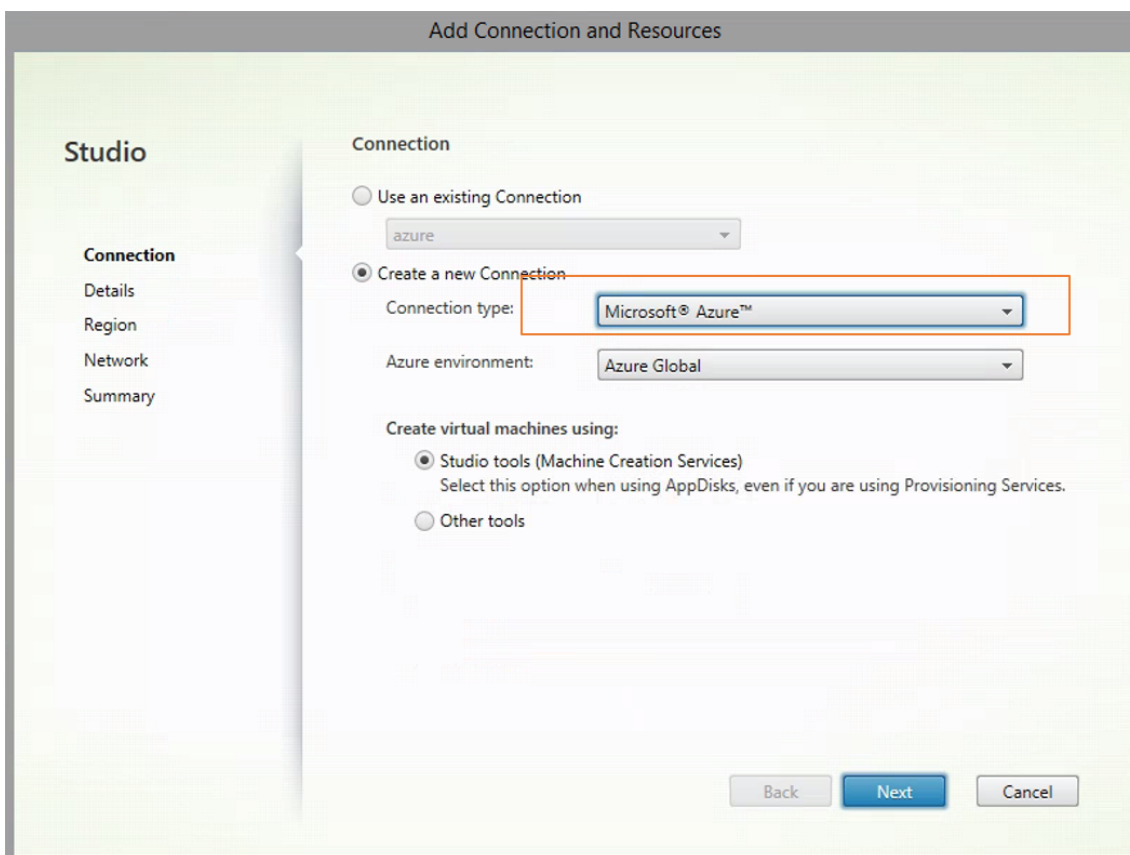 Add Connection and Resources
Studio
Connection
Details
Region
Network
Summary
Connection
Use an existing Connection
azure
Create a new Connection
Connection type:
Microsoft® Azure™
Azure environment:
Azure Global
Create virtual machines using:
Studio tools (Machine Creation Services)
Select this option when using AppDisks, even if you are using Provisioning Services.
Other tools
Back
Next
Cancel